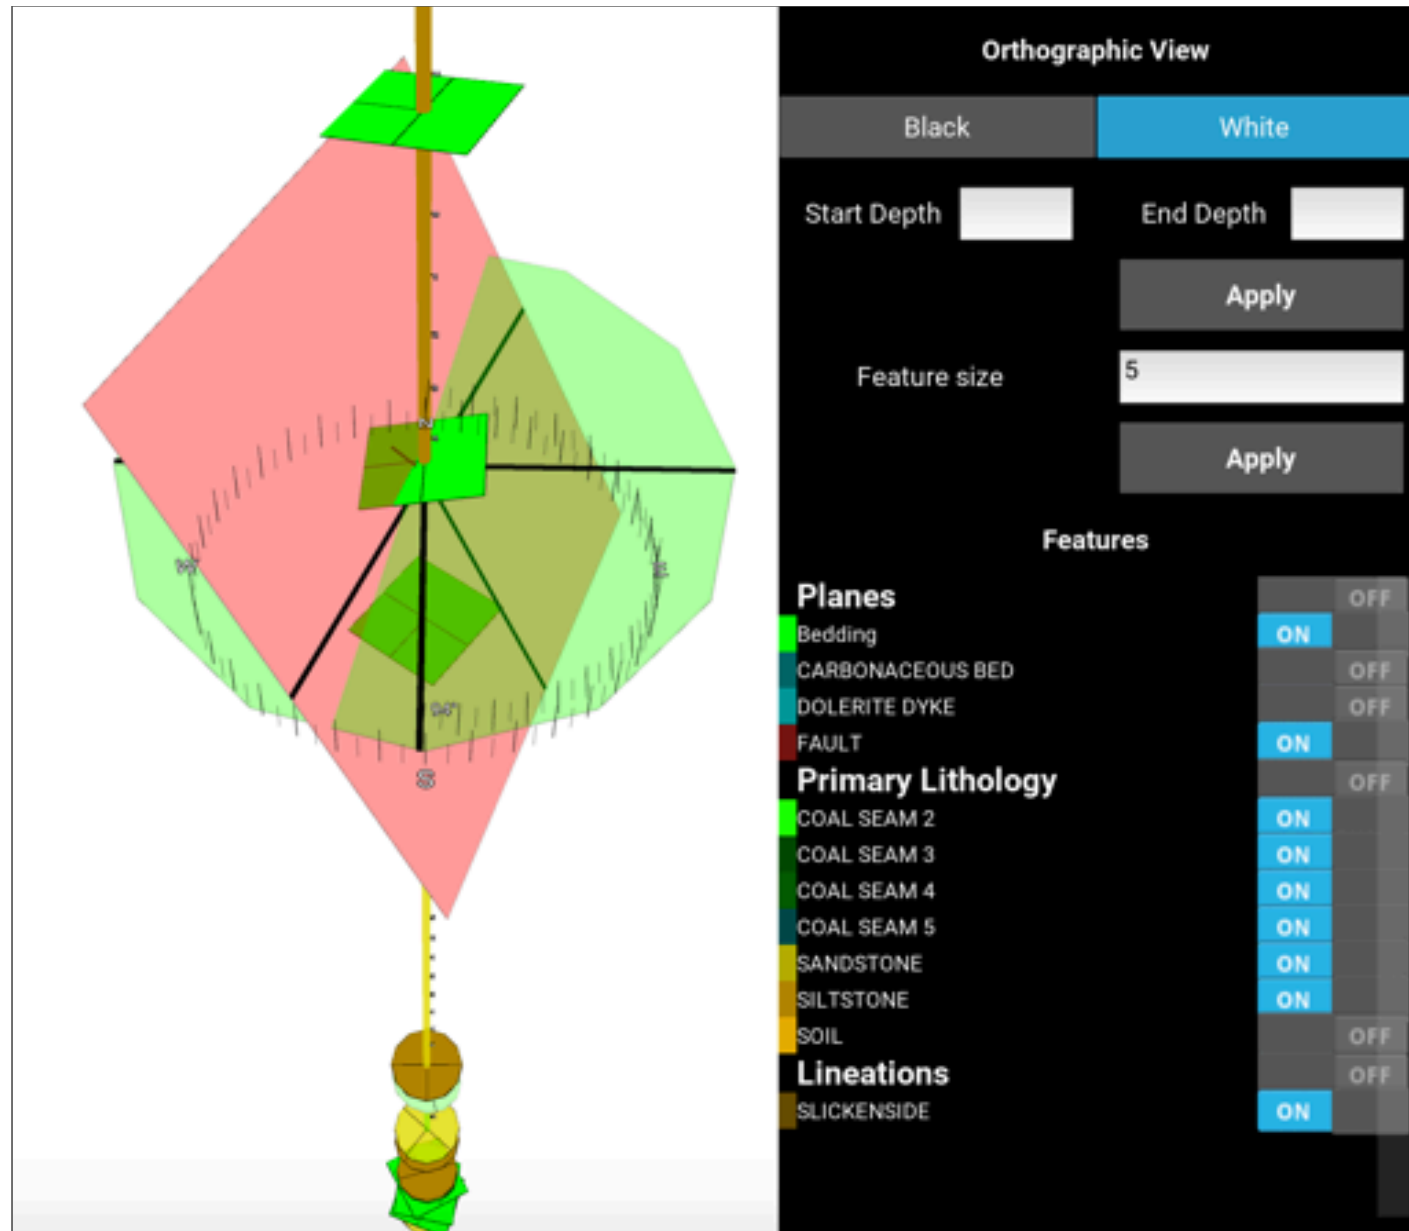 Orthographic View
Black White
Start Depth End Depth
Apply
Feature size 5
Apply
Features
Planes OFF
Bedding ON
CARBONACEOUS BED OFF
DOLERITE DYKE OFF
FAULT ON
Primary Lithology OFF
COAL SEAM 2 ON
COAL SEAM 3 ON
COAL SEAM 4 ON
COAL SEAM 5 ON
SANDSTONE ON
SILTSTONE ON
SOIL OFF
Lineations OFF
SLICKENSIDE ON
N
W E
S